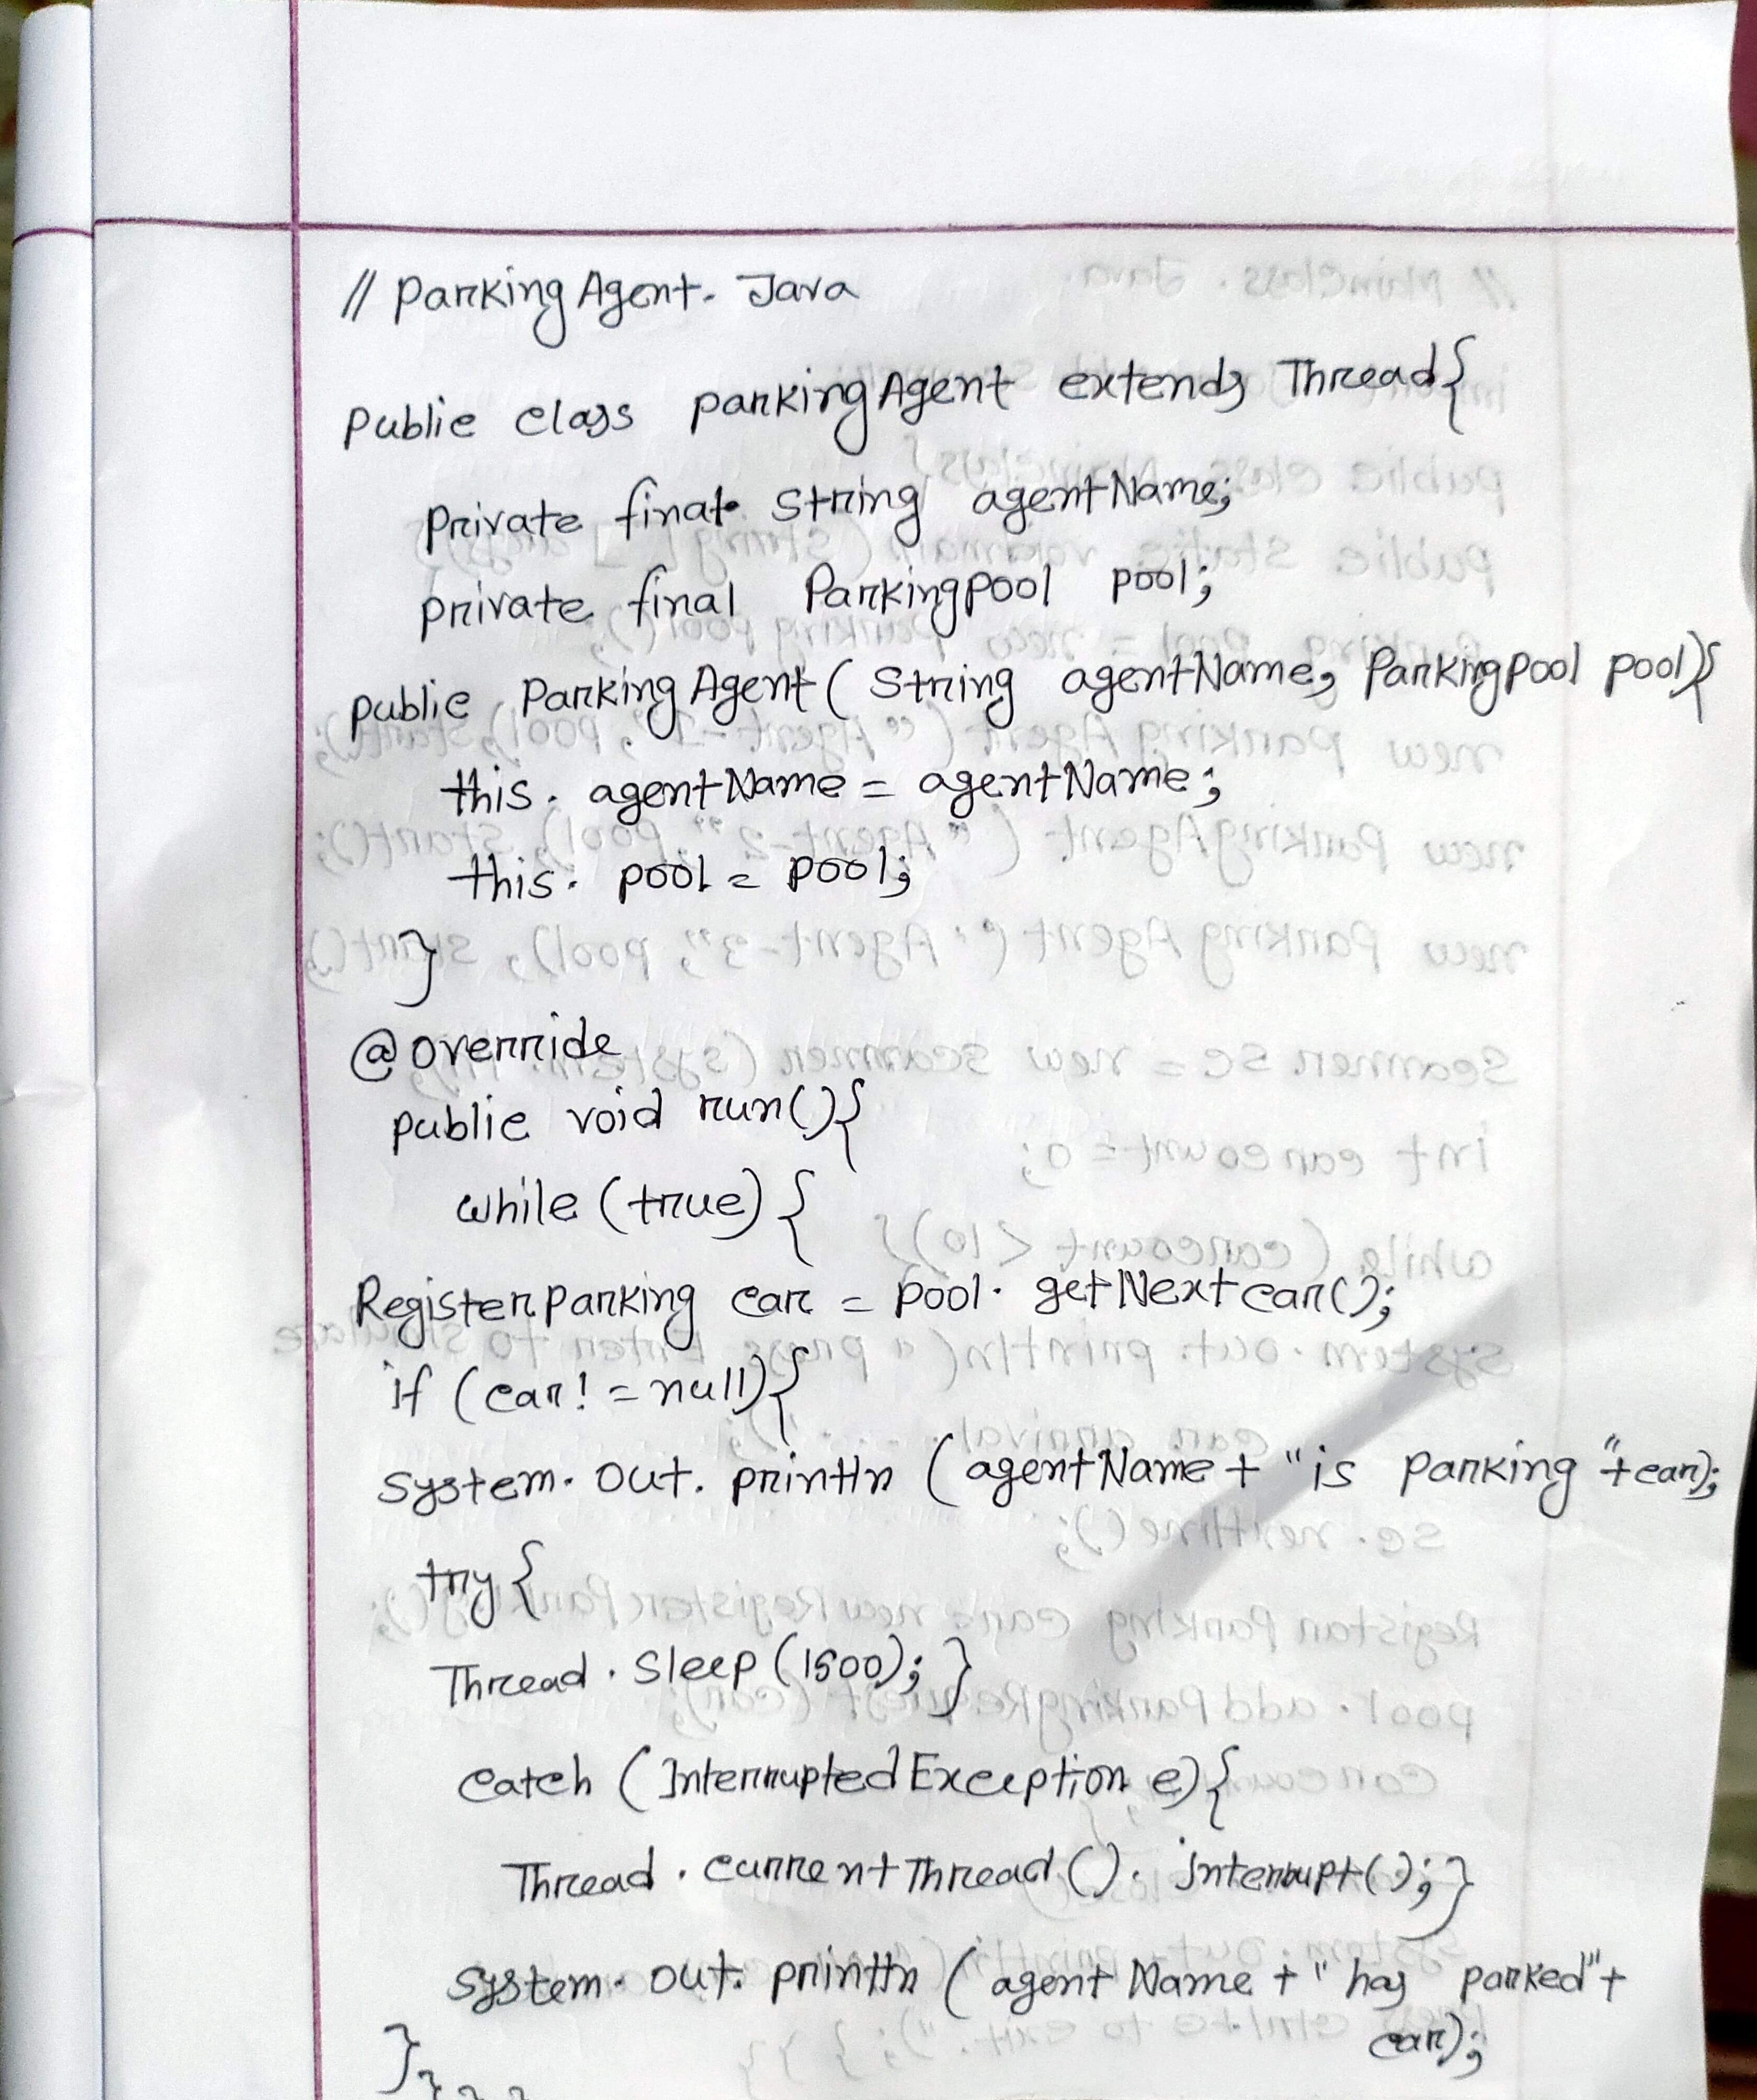 // ParkingAgent. Java
Public class parkingAgent extends Thread{
Private final String agentName;
private final ParkingPool pool;
public ParkingAgent( String agentName, ParkingPool pool){
this. agentName = agentName;
this. pool = pool;
}
@override
public void run(){
while (true) {
RegisterParking car = pool. getNextcar();
if (car! = null){
System. out. println (agentName + "is parking "+car);
try {
Thread . Sleep (1500); }
catch ( InterruptedException e){
Thread . currentThread (). interrupt(); }
System. out. println ( agentName + " has parked"+
car);
} } } }